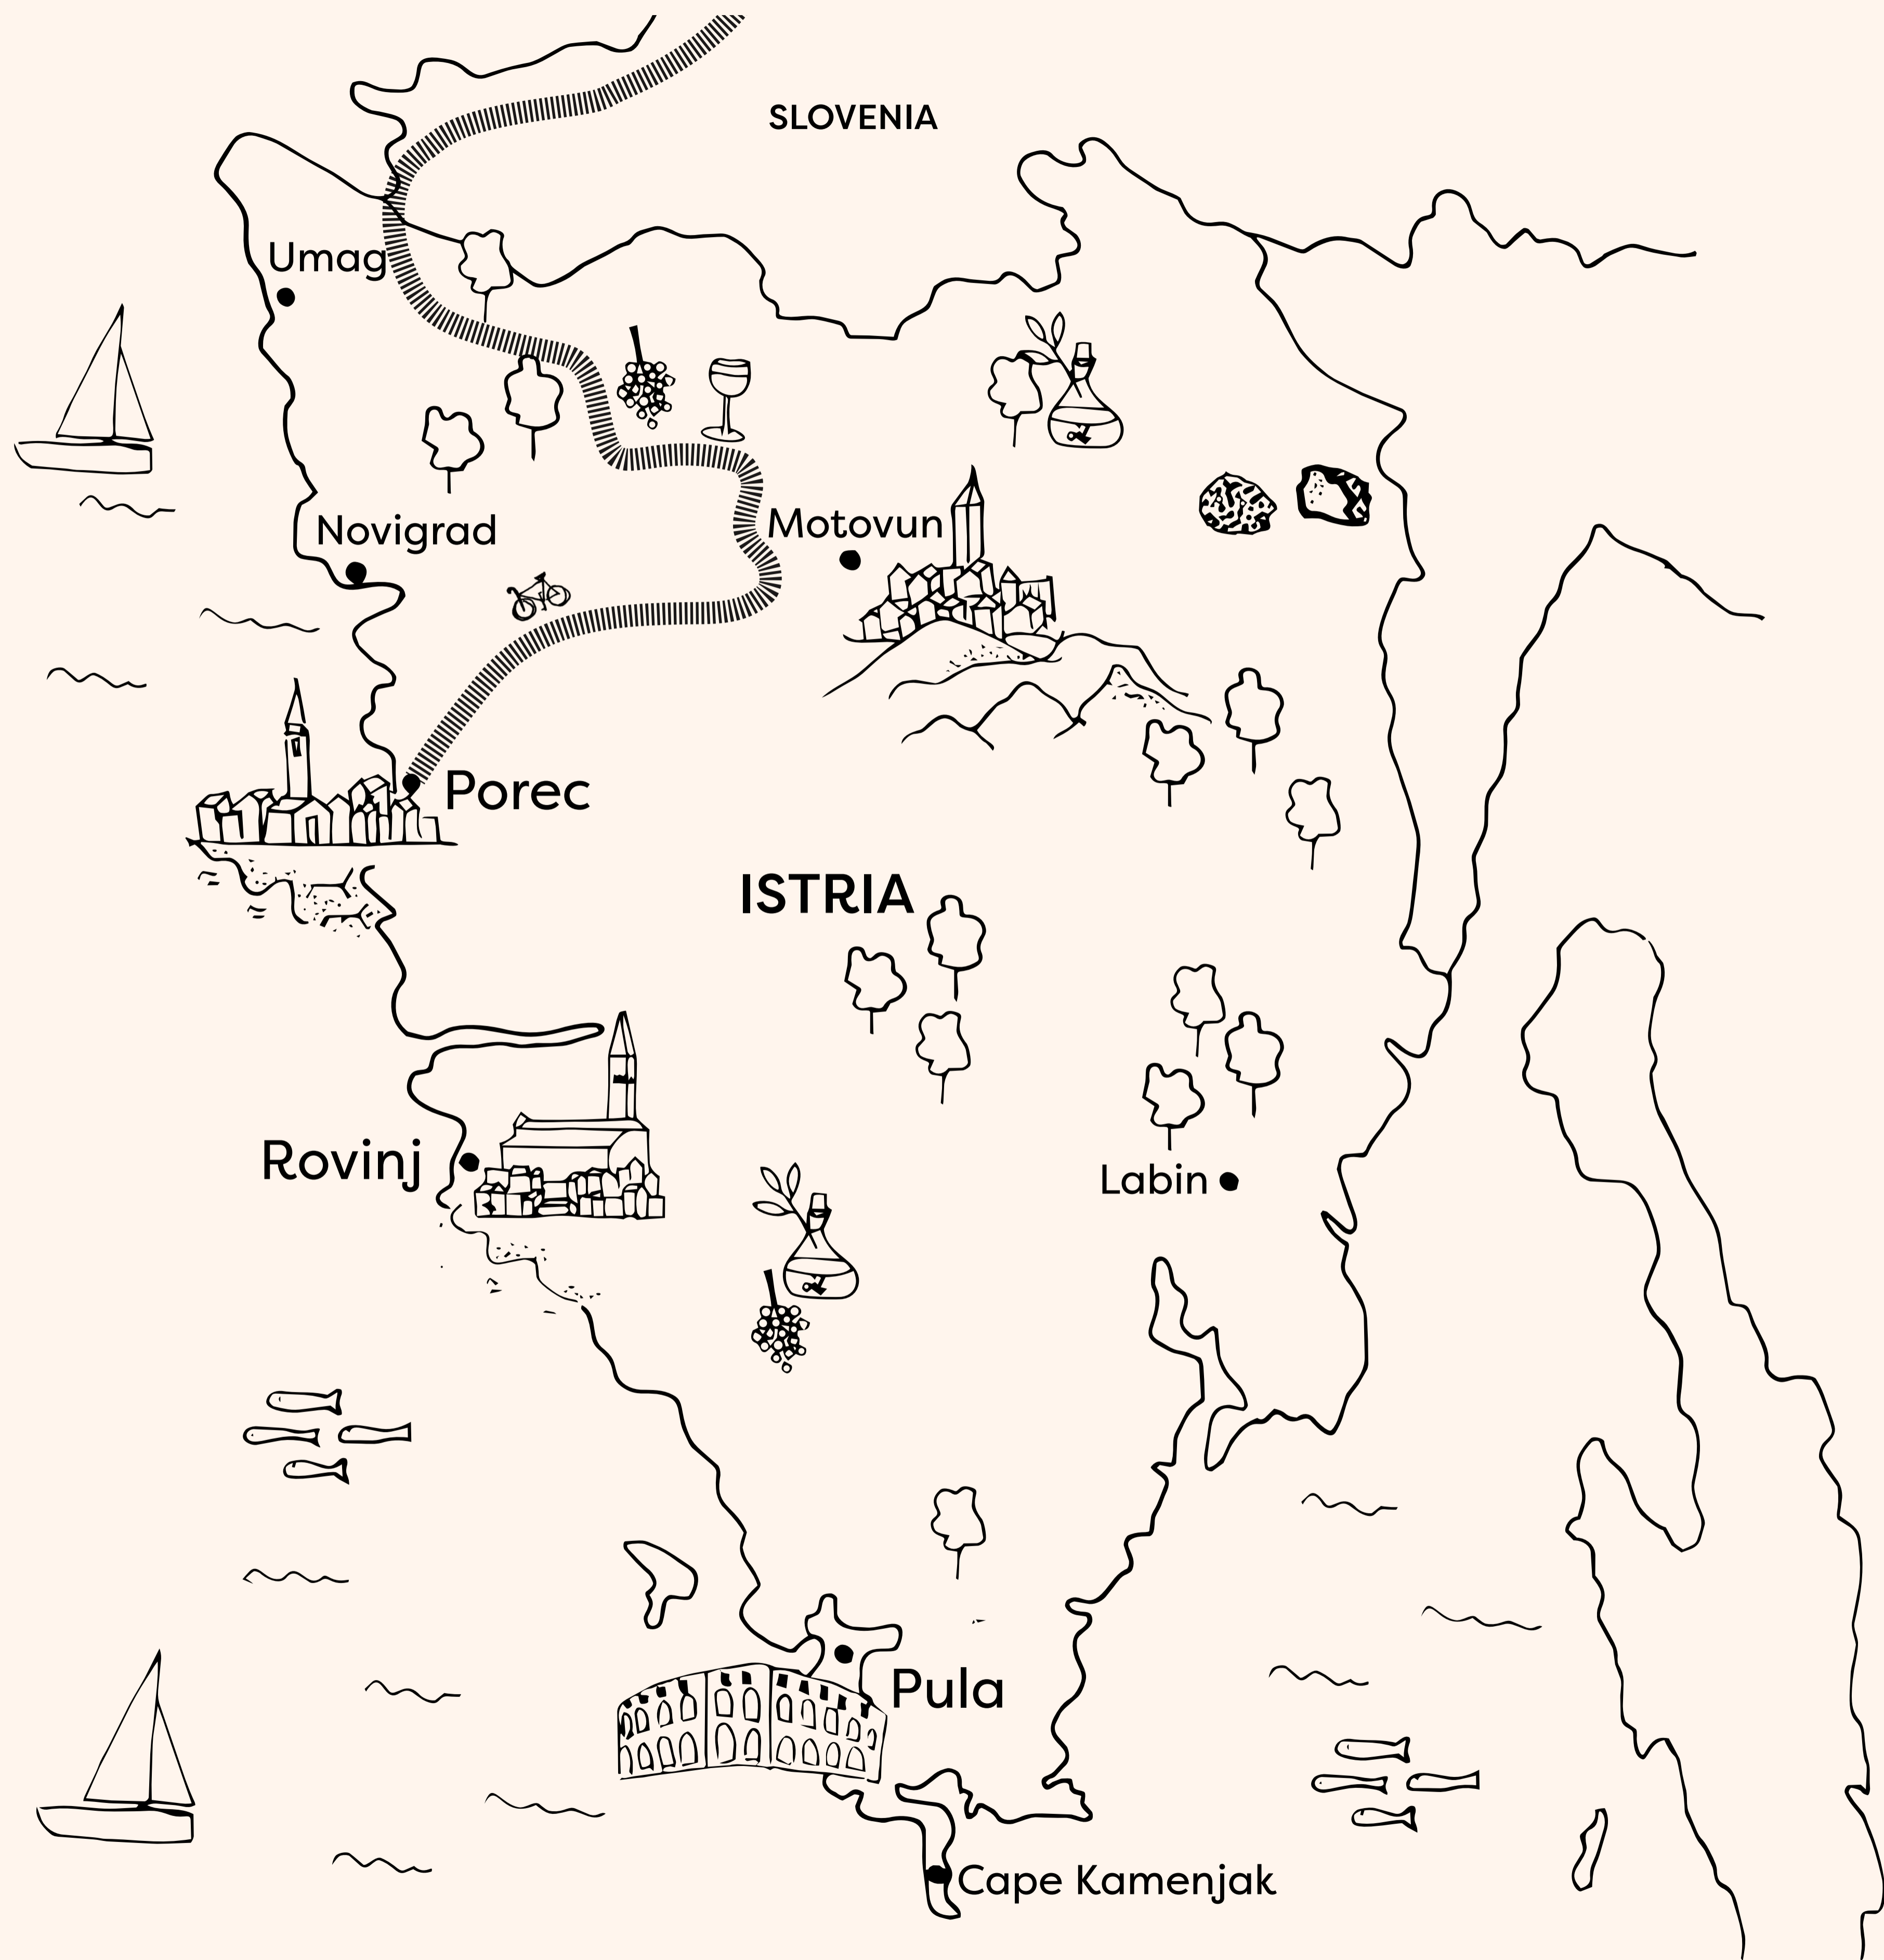 SLOVENIA
Umag
Novigrad
Motovun
Porec
ISTRIA
Rovinj
Labin
Pula
Cape Kamenjak